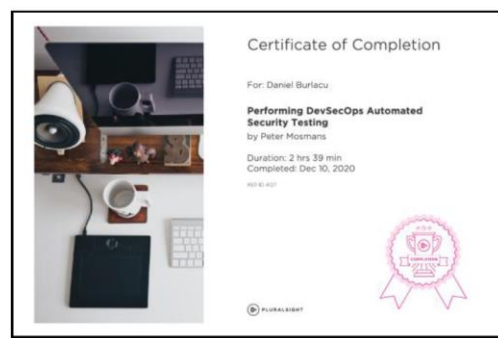 Certificate of Completion
For: Daniel Burlacu
Performing DevSecOps Automated
Security Testing
by Peter Mosmans
Duration: 2 hrs 39 min
Completed: Dec 10, 2020
COMPLETION
PLURALSIGHT